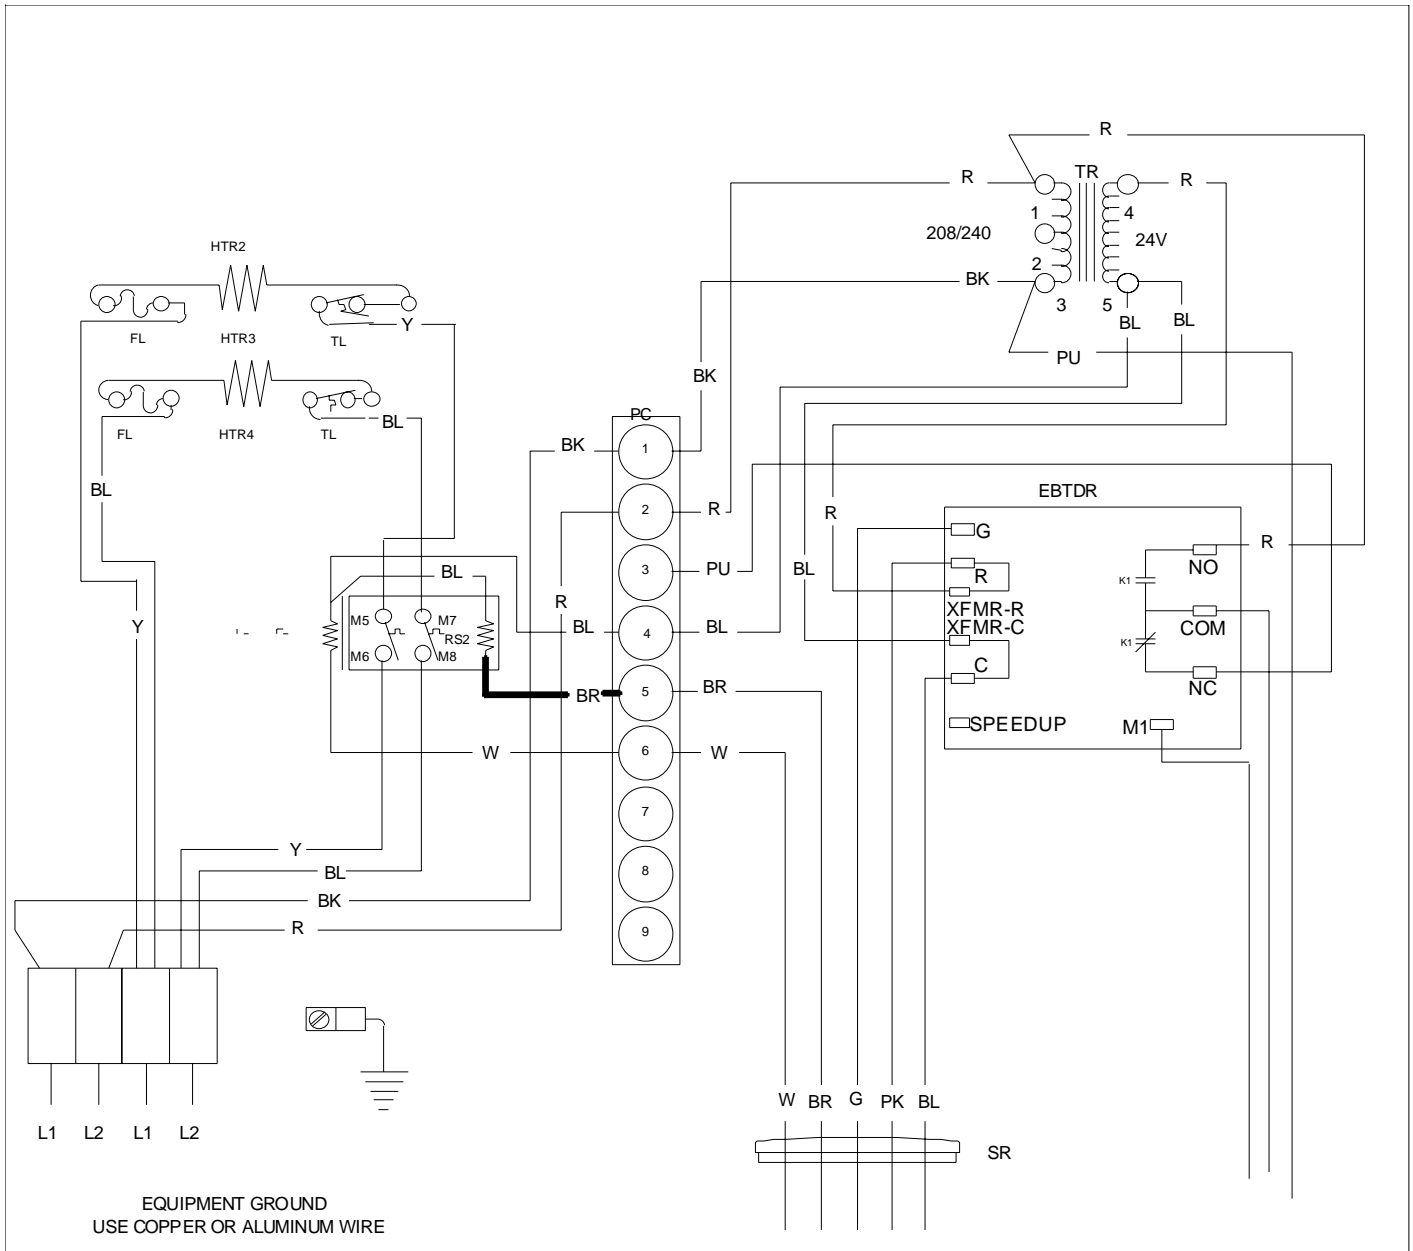 R
R
TR
R
1
4
208/240
24V
2
BK
3
5
BL
BL
PU
HTR2
Y
FL
HTR3
TL
BK
BL
FL
HTR4
TL
PC
BK
1
BL
EBTDR
2
R
R
R
G
NO
BL
3
PU
BL
R
K1
R
XFMR-R
XFMR-C
COM
Y
M5
M7
RS2
M6
M8
BL
4
BL
K1
C
NC
BR
5
BR
SPEEDUP
M1
W
6
W
7
Y
BL
8
BK
R
9
W
BR
G
PK
BL
L1
L2
L1
L2
SR
EQUIPMENT GROUND
USE COPPER OR ALUMINUM WIRE